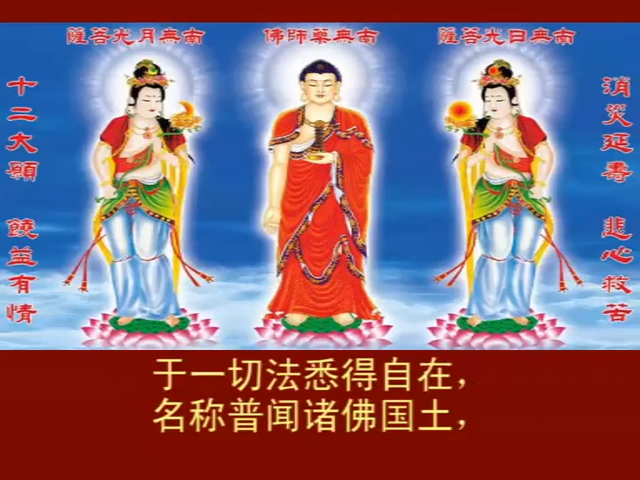 南無日光菩薩
南無藥師佛
南無月光菩薩
消灾延壽 悲心救苦
十二大願 饒益有情
于一切法悉得自在，
名称普闻诸佛国土，